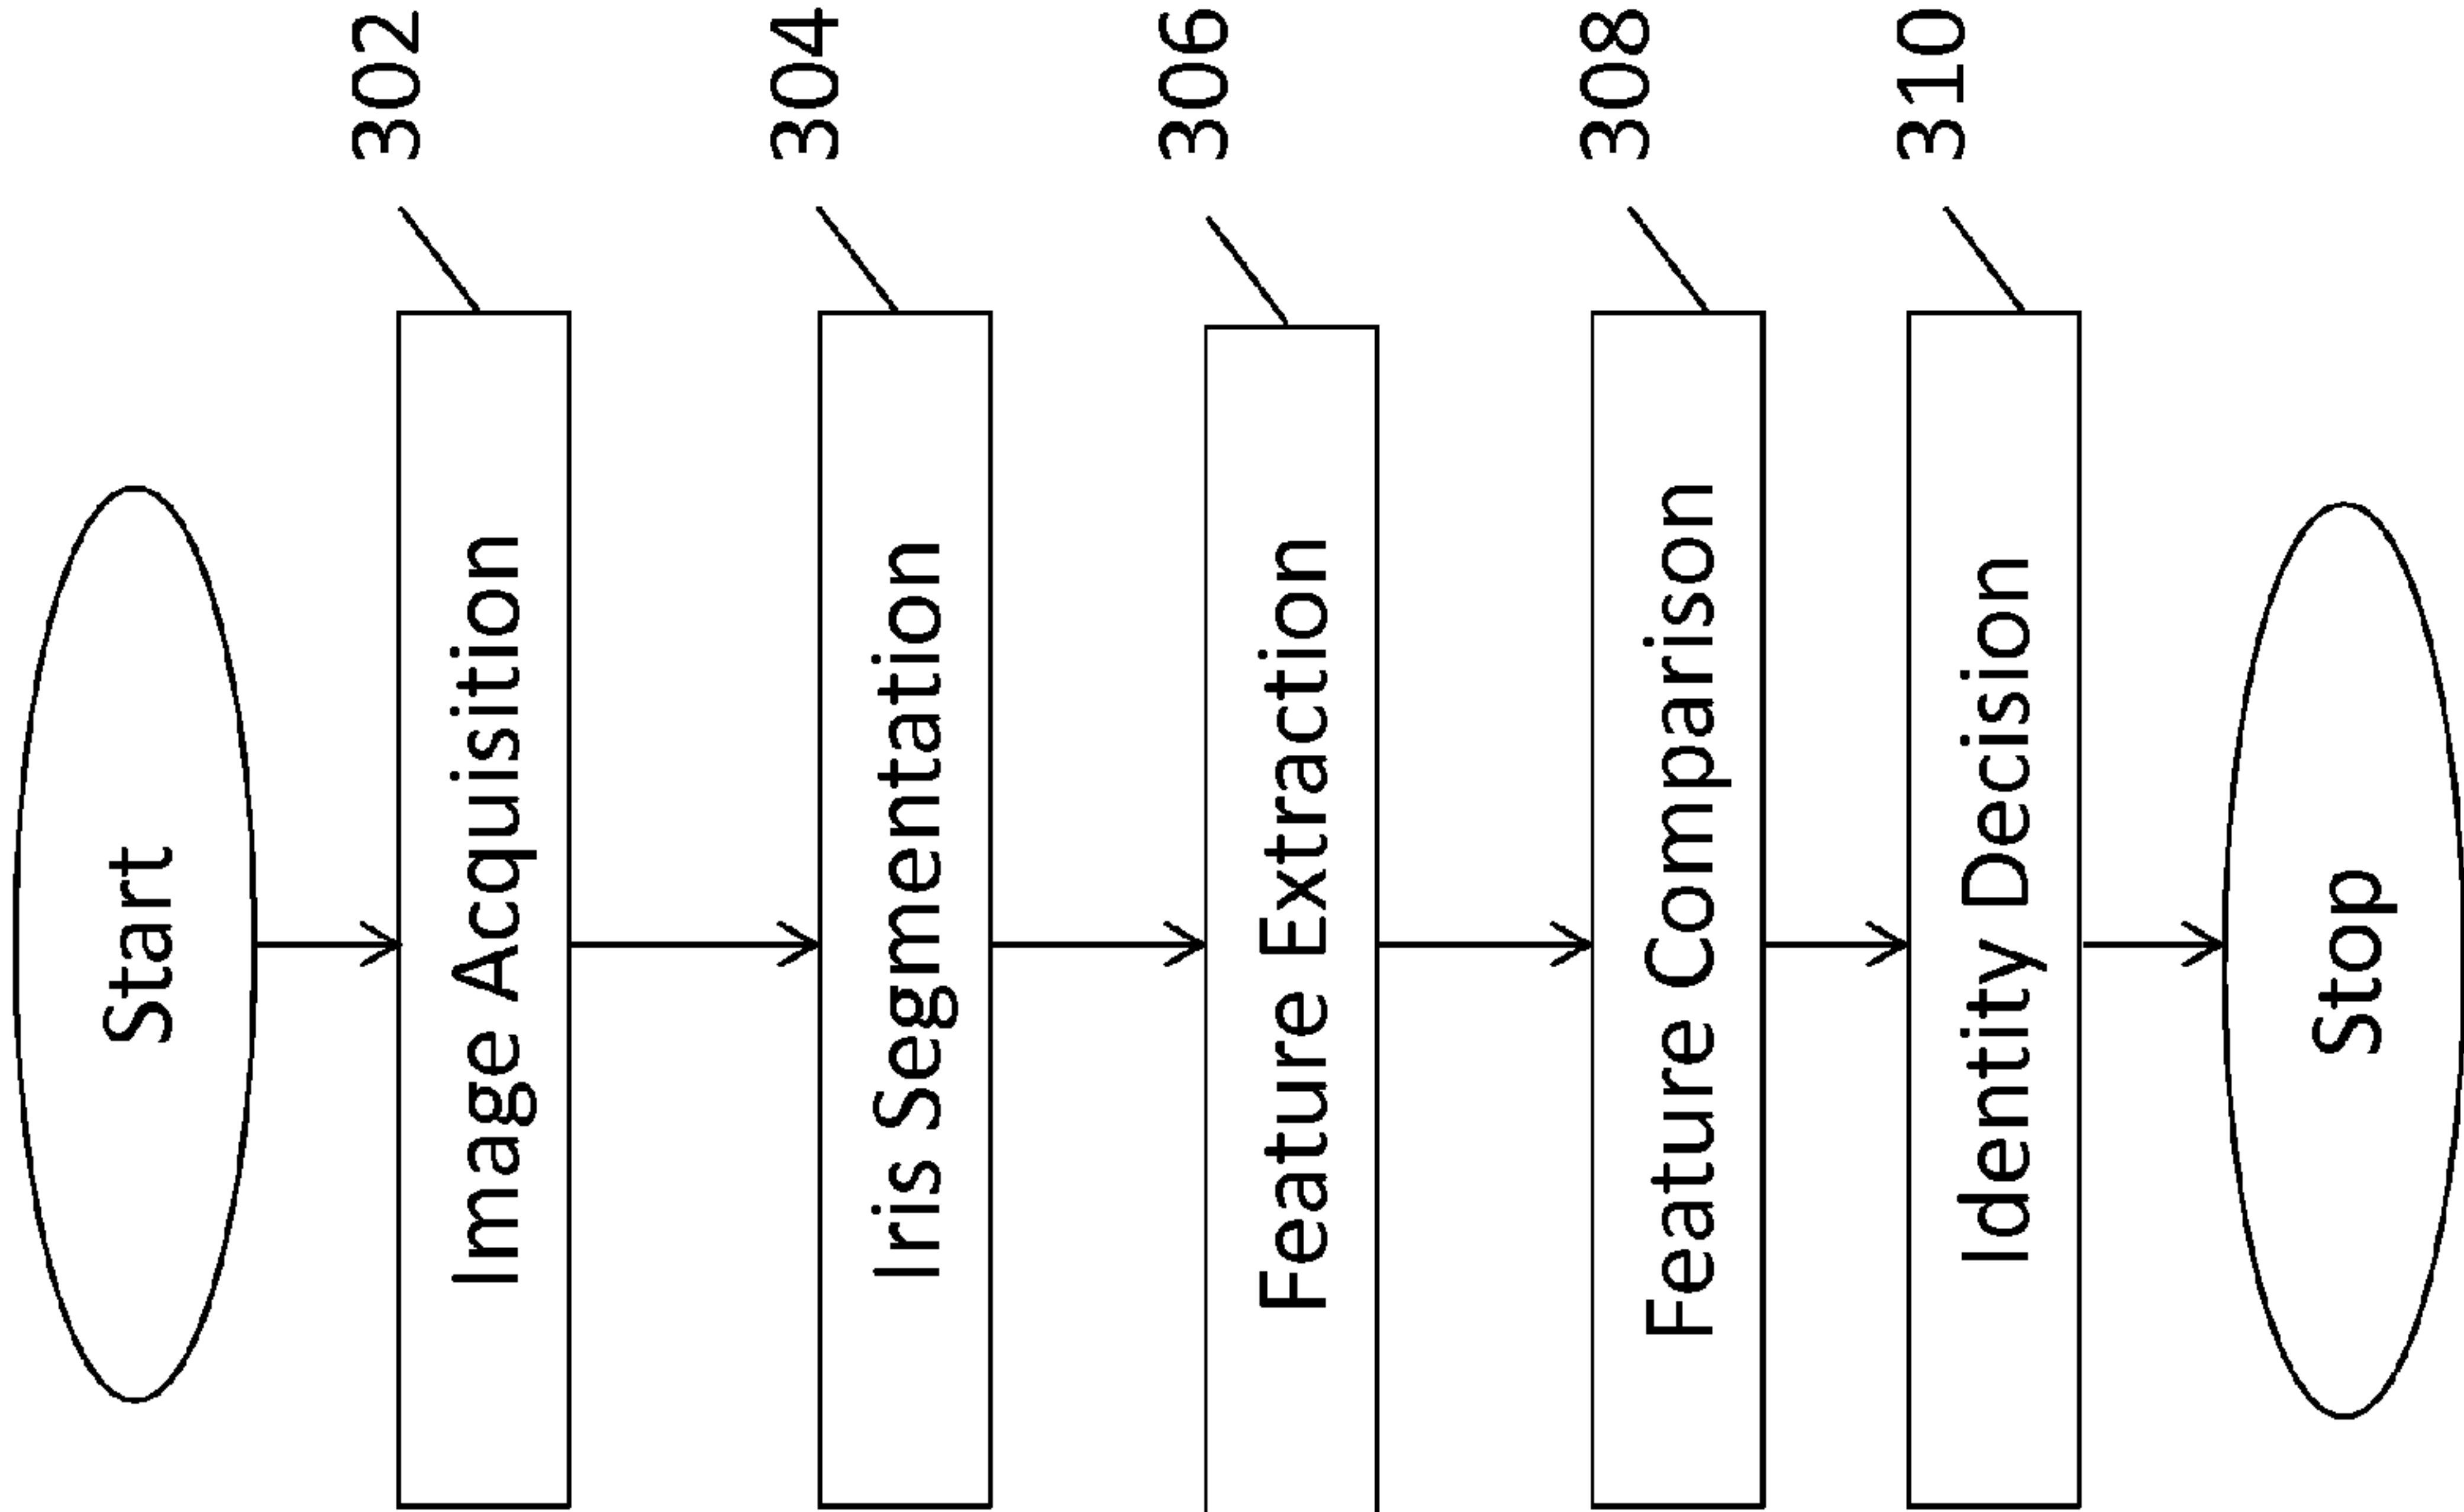 Start
Image Acquisition
302
Iris Segmentation
304
Feature Extraction
306
Feature Comparison
308
Identity Decision
310
Stop